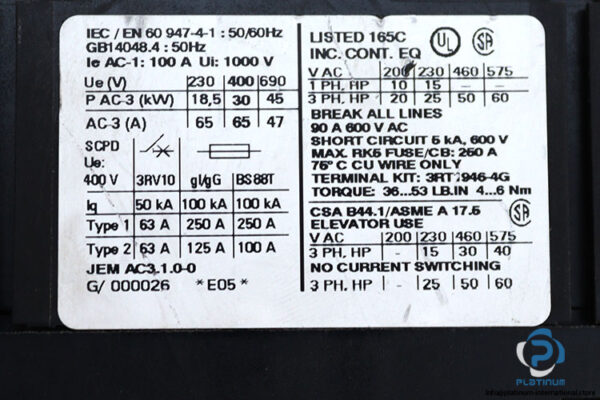 IEC / EN 60 947-4-1 : 50/60Hz
GB14048.4 : 50Hz
Ie AC-1: 100 A Ui: 1000 V
Ue (V) 230 400 690
P AC-3 (kW) 18,5 30 45
AC-3 (A) 65 65 47
SCPD
Ue:
400 V 3RV10 gl/gG BS88T
Iq 50 kA 100 kA 100 kA
Type 1 63 A 250 A 250 A
Type 2 63 A 125 A 100 A
JEM AC3.1.0-0
G/ 000026 *E05*
LISTED 165C
INC. CONT. EQ
UL
SA
V AC 200 230 460 575
1 PH, HP 10 15 - -
3 PH, HP 20 25 50 60
BREAK ALL LINES
90 A 600 V AC
SHORT CIRCUIT 5 kA, 600 V
MAX. RK5 FUSE/CB: 250 A
75° C CU WIRE ONLY
TERMINAL KIT: 3RT1946-4G
TORQUE: 36...53 LB.IN 4...6 Nm
CSA B44.1/ASME A 17.5
SA
ELEVATOR USE
V AC 200 230 460 575
3 PH, HP - 15 30 40
NO CURRENT SWITCHING
3 PH, HP - 25 50 60
PLATINUM
info@platinum-international.store